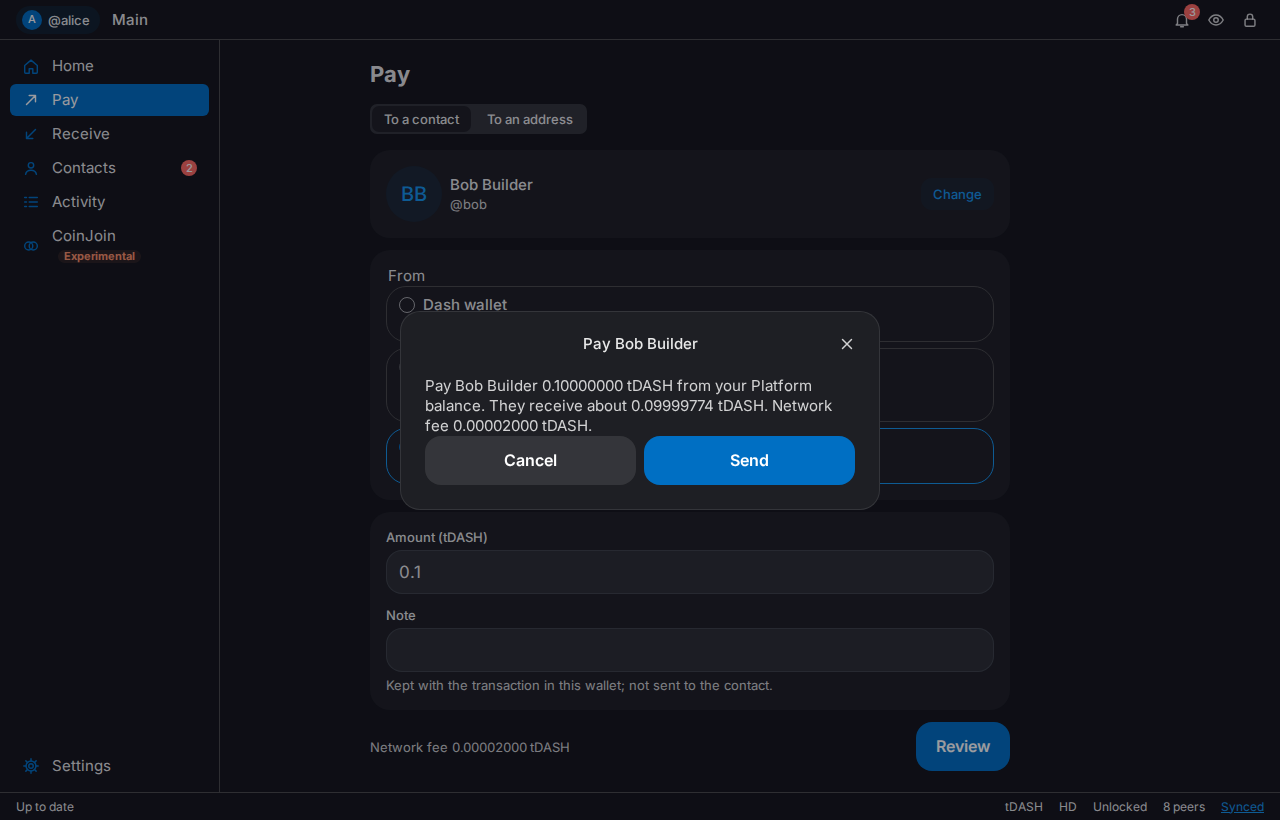 A @alice Main 3
Home
Pay
Receive
Contacts 2
Activity
CoinJoin
Experimental
Settings
Pay
To a contact To an address
BB
Bob Builder
@bob
Change
From
Dash wallet
Pay Bob Builder
Pay Bob Builder 0.10000000 tDASH from your Platform
balance. They receive about 0.09999774 tDASH. Network
fee 0.00002000 tDASH.
Cancel Send
Amount (tDASH)
0.1
Note
Kept with the transaction in this wallet; not sent to the contact.
Network fee 0.00002000 tDASH Review
Up to date tDASH HD Unlocked 8 peers Synced